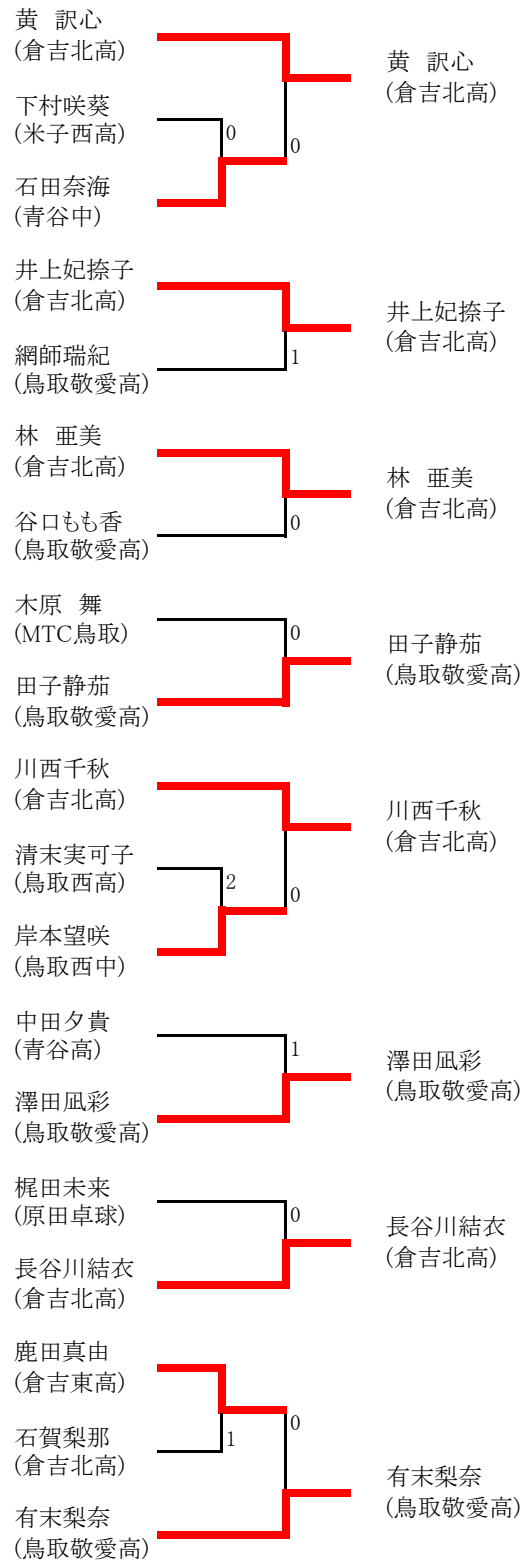 黄　訳心
(倉吉北高)
黄　訳心
(倉吉北高)
下村咲葵
(米子西高)
0
0
石田奈海
(青谷中)
井上妃捺子
(倉吉北高)
井上妃捺子
(倉吉北高)
網師瑞紀
(鳥取敬愛高)
1
林　亜美
(倉吉北高)
林　亜美
(倉吉北高)
谷口もも香
(鳥取敬愛高)
0
木原　舞
(MTC鳥取)
0
田子静茄
(鳥取敬愛高)
田子静茄
(鳥取敬愛高)
川西千秋
(倉吉北高)
川西千秋
(倉吉北高)
清末実可子
(鳥取西高)
2
0
岸本望咲
(鳥取西中)
中田夕貴
(青谷高)
1
澤田凪彩
(鳥取敬愛高)
澤田凪彩
(鳥取敬愛高)
梶田未来
(原田卓球)
0
長谷川結衣
(倉吉北高)
長谷川結衣
(倉吉北高)
鹿田真由
(倉吉東高)
0
石賀梨那
(倉吉北高)
1
有末梨奈
(鳥取敬愛高)
有末梨奈
(鳥取敬愛高)